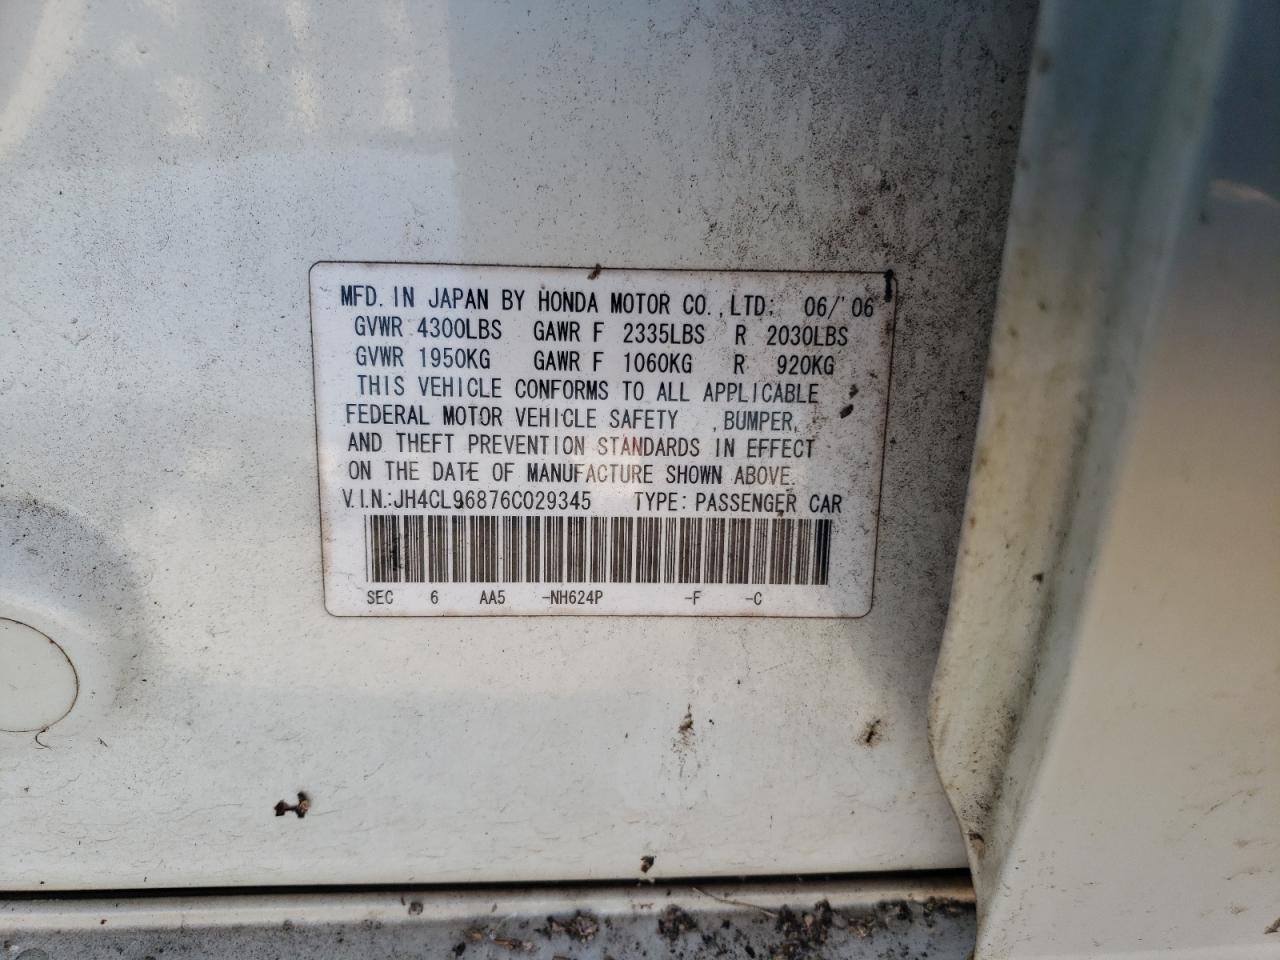 MFD. IN JAPAN BY HONDA MOTOR CO., LTD: 06/'06
GVWR 4300LBS GAWR F 2335LBS R 2030LBS
GVWR 1950KG GAWR F 1060KG R 920KG
THIS VEHICLE CONFORMS TO ALL APPLICABLE
FEDERAL MOTOR VEHICLE SAFETY , BUMPER,
AND THEFT PREVENTION STANDARDS IN EFFECT
ON THE DATE OF MANUFACTURE SHOWN ABOVE.
V.I.N.:JH4CL96876C029345 TYPE: PASSENGER CAR
SEC 6 AA5 -NH624P -F -C